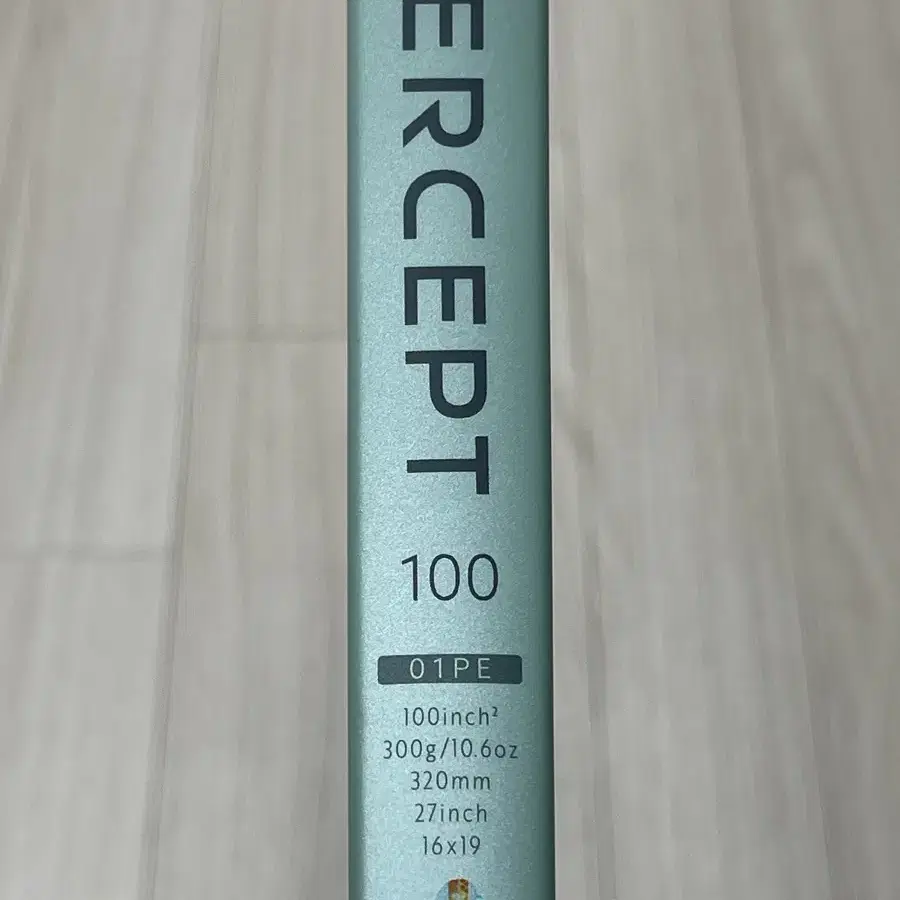 ERCEPT
100
01PE
100inch²
300g/10.6oz
320mm
27inch
16x19